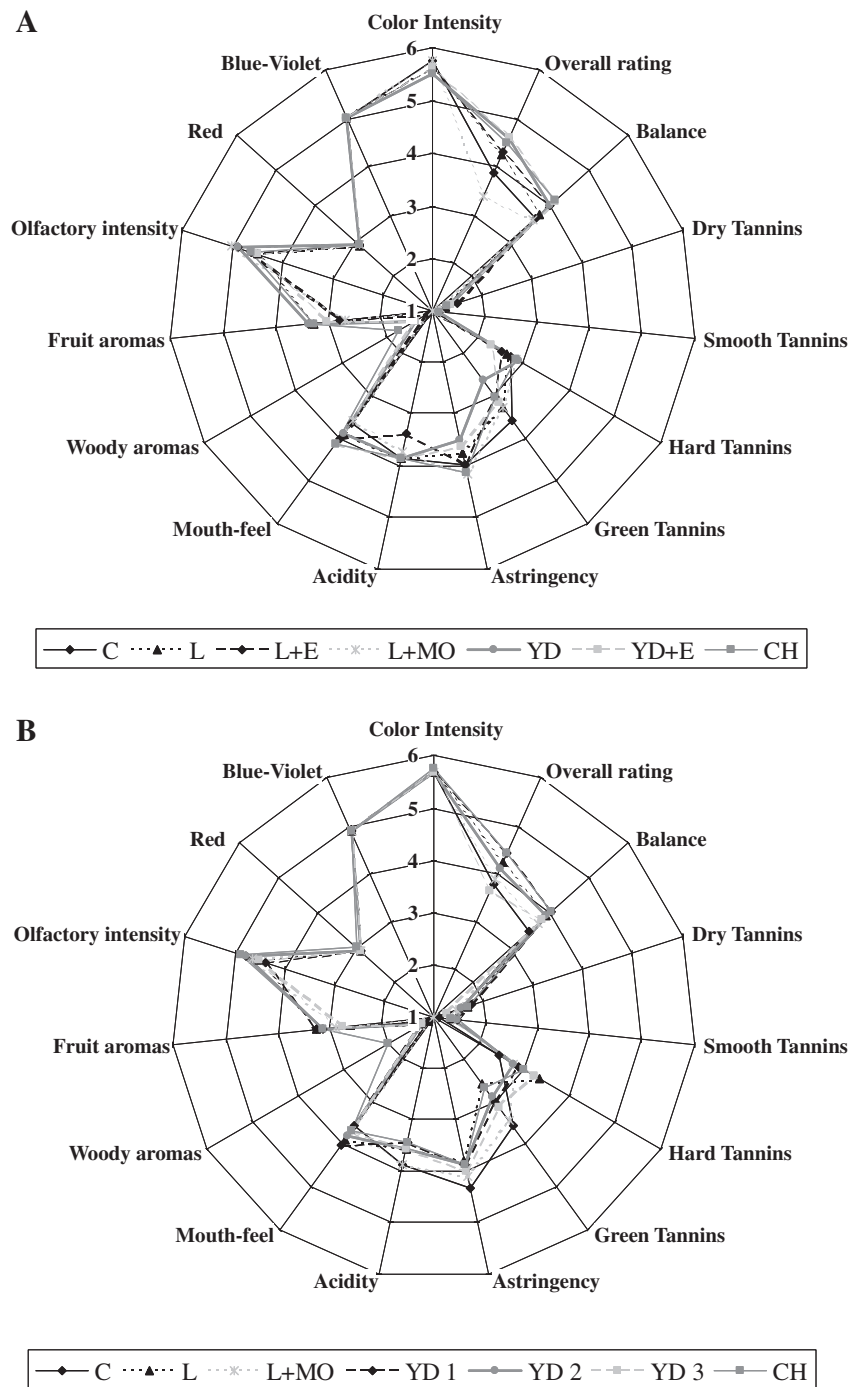 A
Color Intensity
Blue-Violet
Overall rating
Red
Balance
Olfactory intensity
Dry Tannins
Fruit aromas
Smooth Tannins
Woody aromas
Hard Tannins
Mouth-feel
Green Tannins
Acidity
Astringency
6
5
4
3
2
1
C L L+E L+MO YD YD+E CH
B
Color Intensity
Blue-Violet
Overall rating
Red
Balance
Olfactory intensity
Dry Tannins
Fruit aromas
Smooth Tannins
Woody aromas
Hard Tannins
Mouth-feel
Green Tannins
Acidity
Astringency
6
5
4
3
2
1
C L L+MO YD 1 YD 2 YD 3 CH